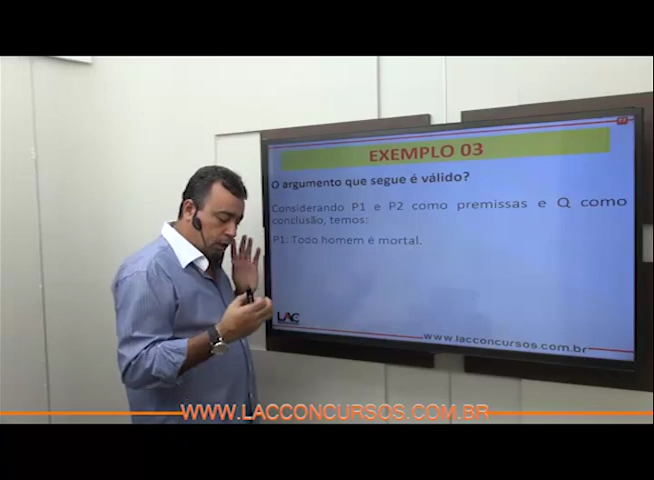 EXEMPLO 03
O argumento que segue é válido?
Considerando P1 e P2 como premissas e Q como
conclusão, temos:
P1: Todo homem é mortal.
LAC
www.lacconcursos.com.br
WWW.LACCONCURSOS.COM.BR